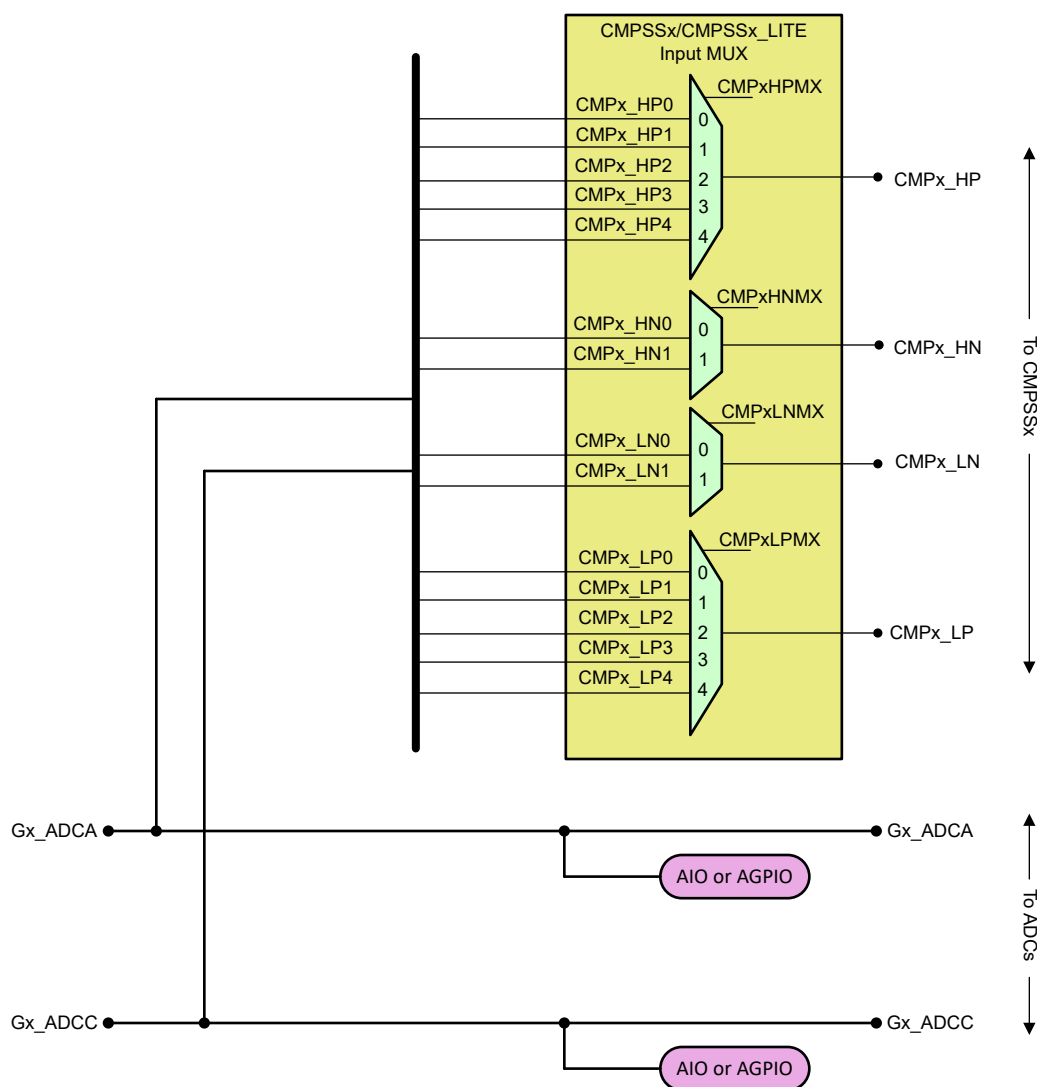 CMPSSx/CMPSSx_LITE
Input MUX
CMPxHPMX
CMPx_HP0
0
CMPx_HP1
1
CMPx_HP2
2
CMPx_HP
CMPx_HP3
3
CMPx_HP4
4
CMPxHNMX
CMPx_HN0
0
CMPx_HN
CMPx_HN1
1
To CMPSSx
CMPxLNMX
CMPx_LN0
0
CMPx_LN
CMPx_LN1
1
CMPxLPMX
CMPx_LP0
0
CMPx_LP1
1
CMPx_LP2
2
CMPx_LP
CMPx_LP3
3
CMPx_LP4
4
Gx_ADCA
Gx_ADCA
AIO or AGPIO
To ADCs
Gx_ADCC
Gx_ADCC
AIO or AGPIO